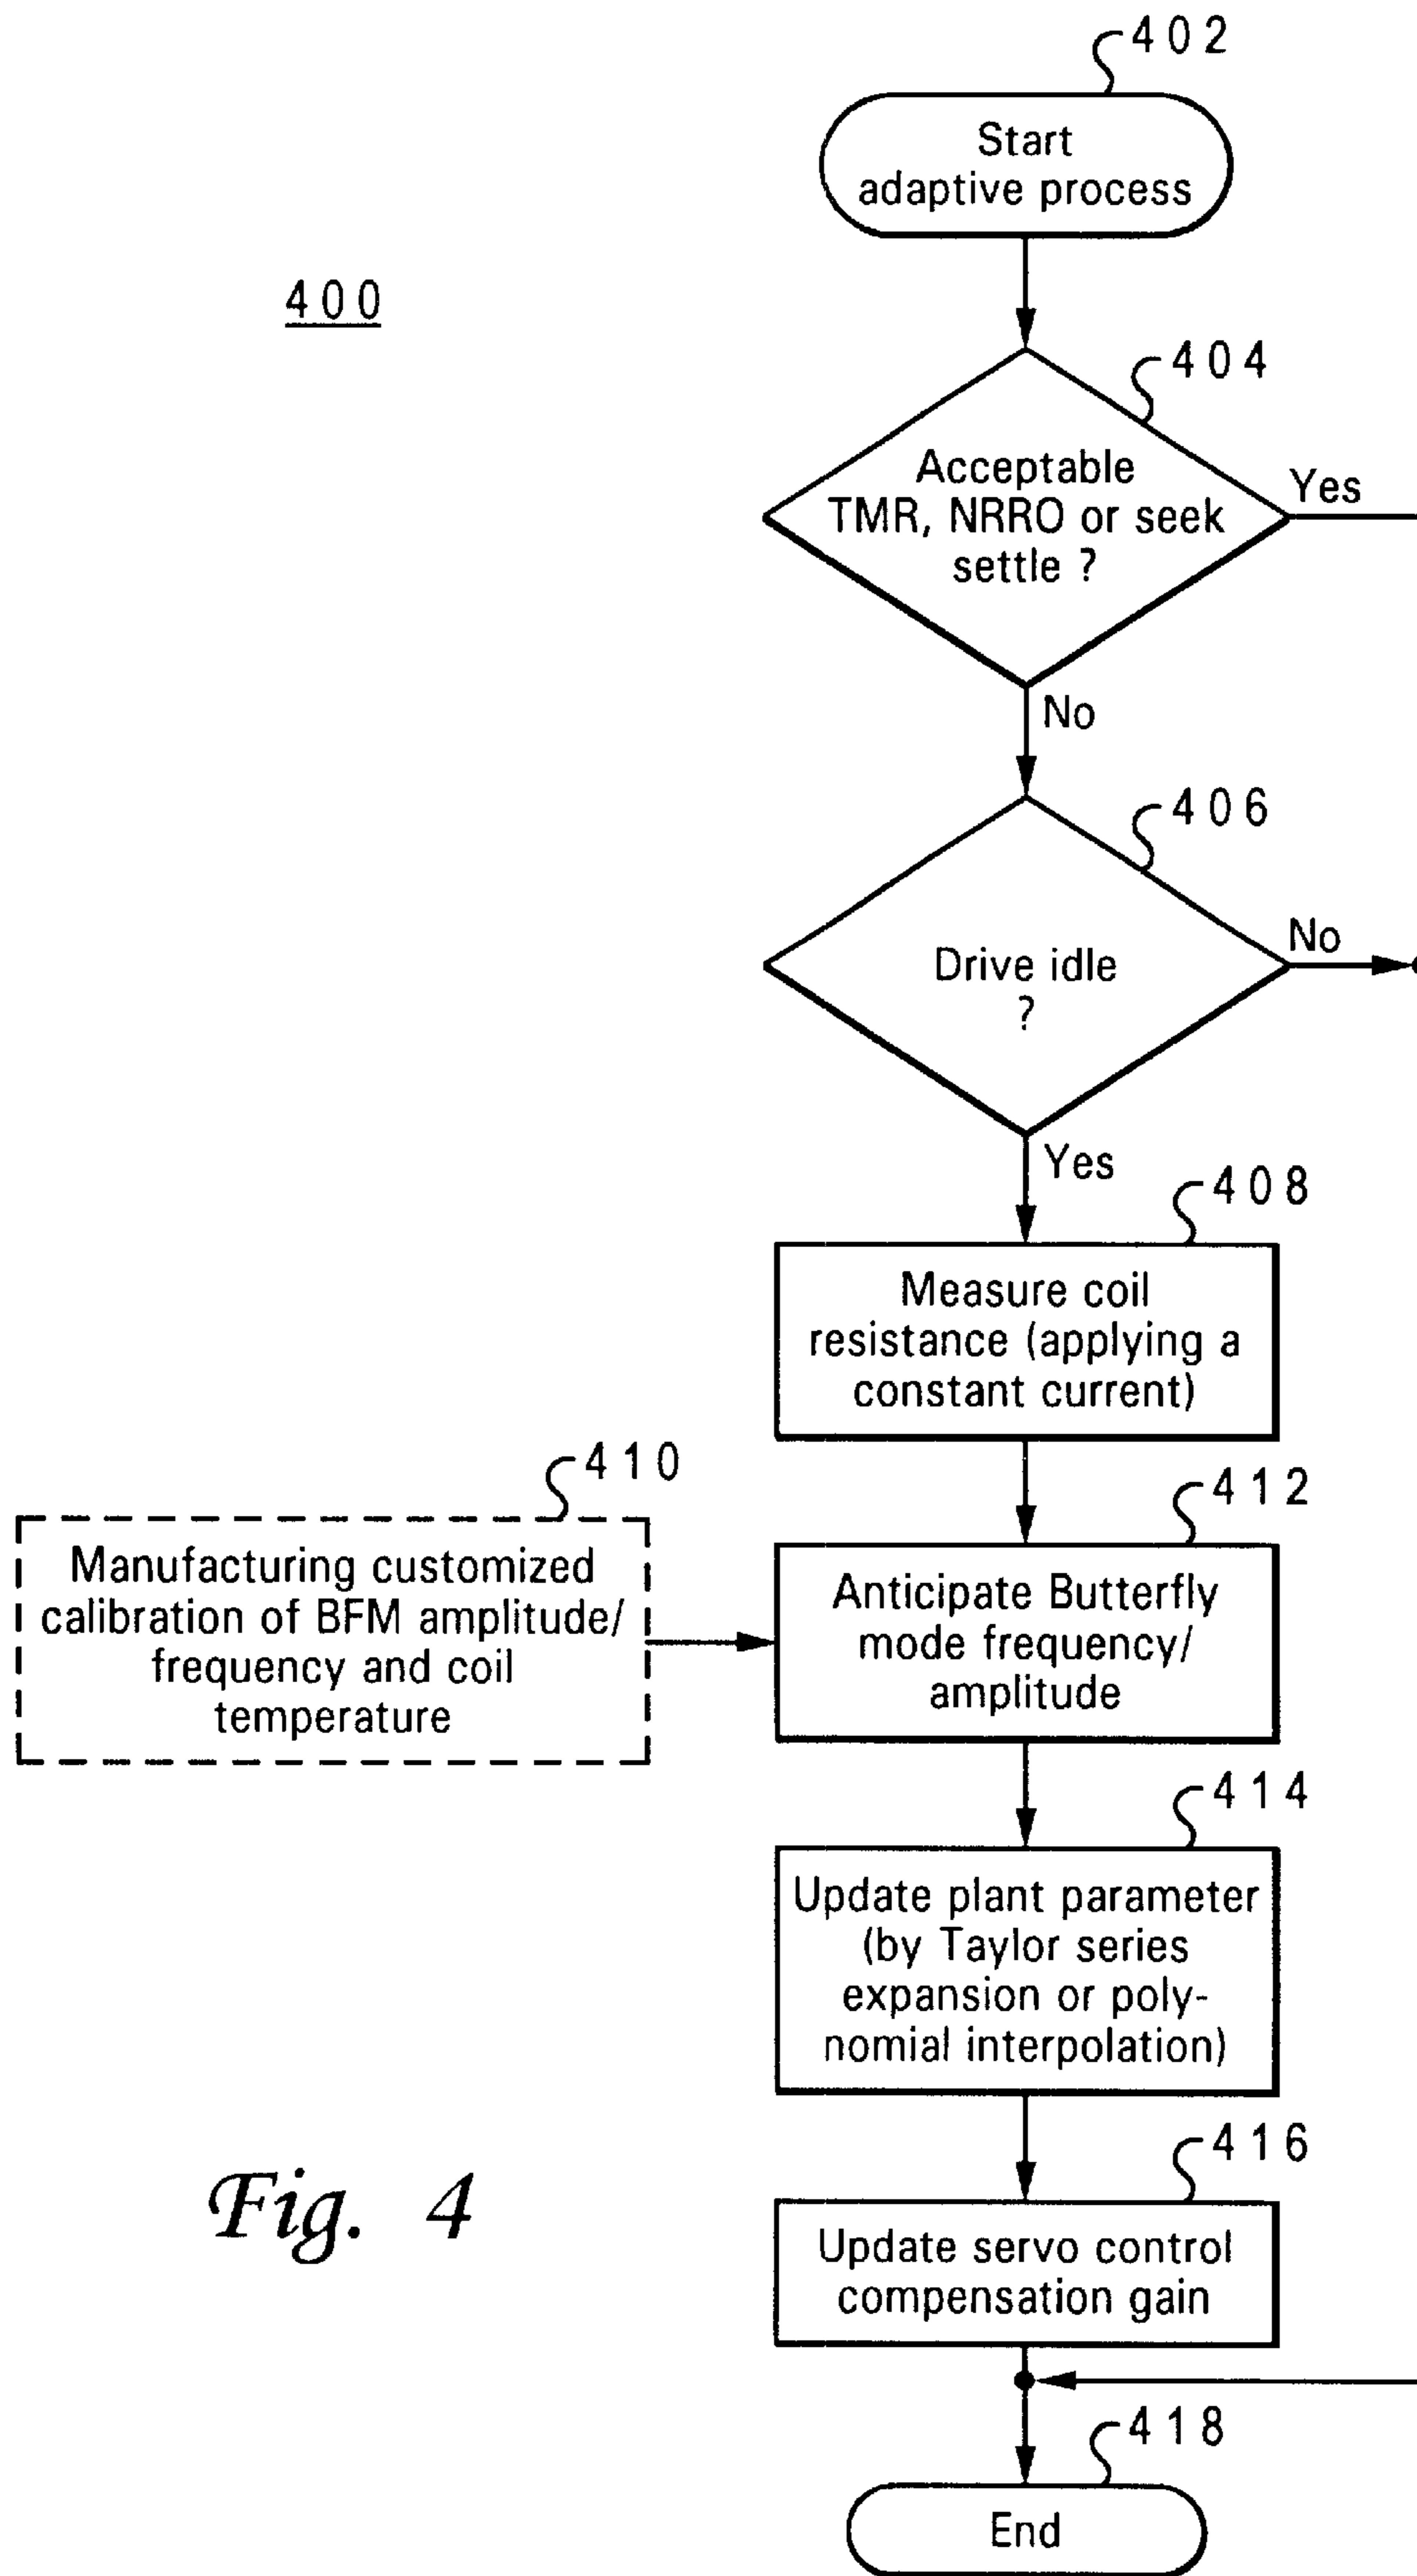 402
Start
adaptive process
400
404
Acceptable
TMR, NRRO or seek
settle ?
Yes
No
406
Drive idle
?
No
Yes
408
Measure coil
resistance (applying a
constant current)
410
Manufacturing customized
calibration of BFM amplitude/
frequency and coil
temperature
412
Anticipate Butterfly
mode frequency/
amplitude
414
Update plant parameter
(by Taylor series
expansion or poly-
nomial interpolation)
416
Update servo control
compensation gain
Fig. 4
418
End